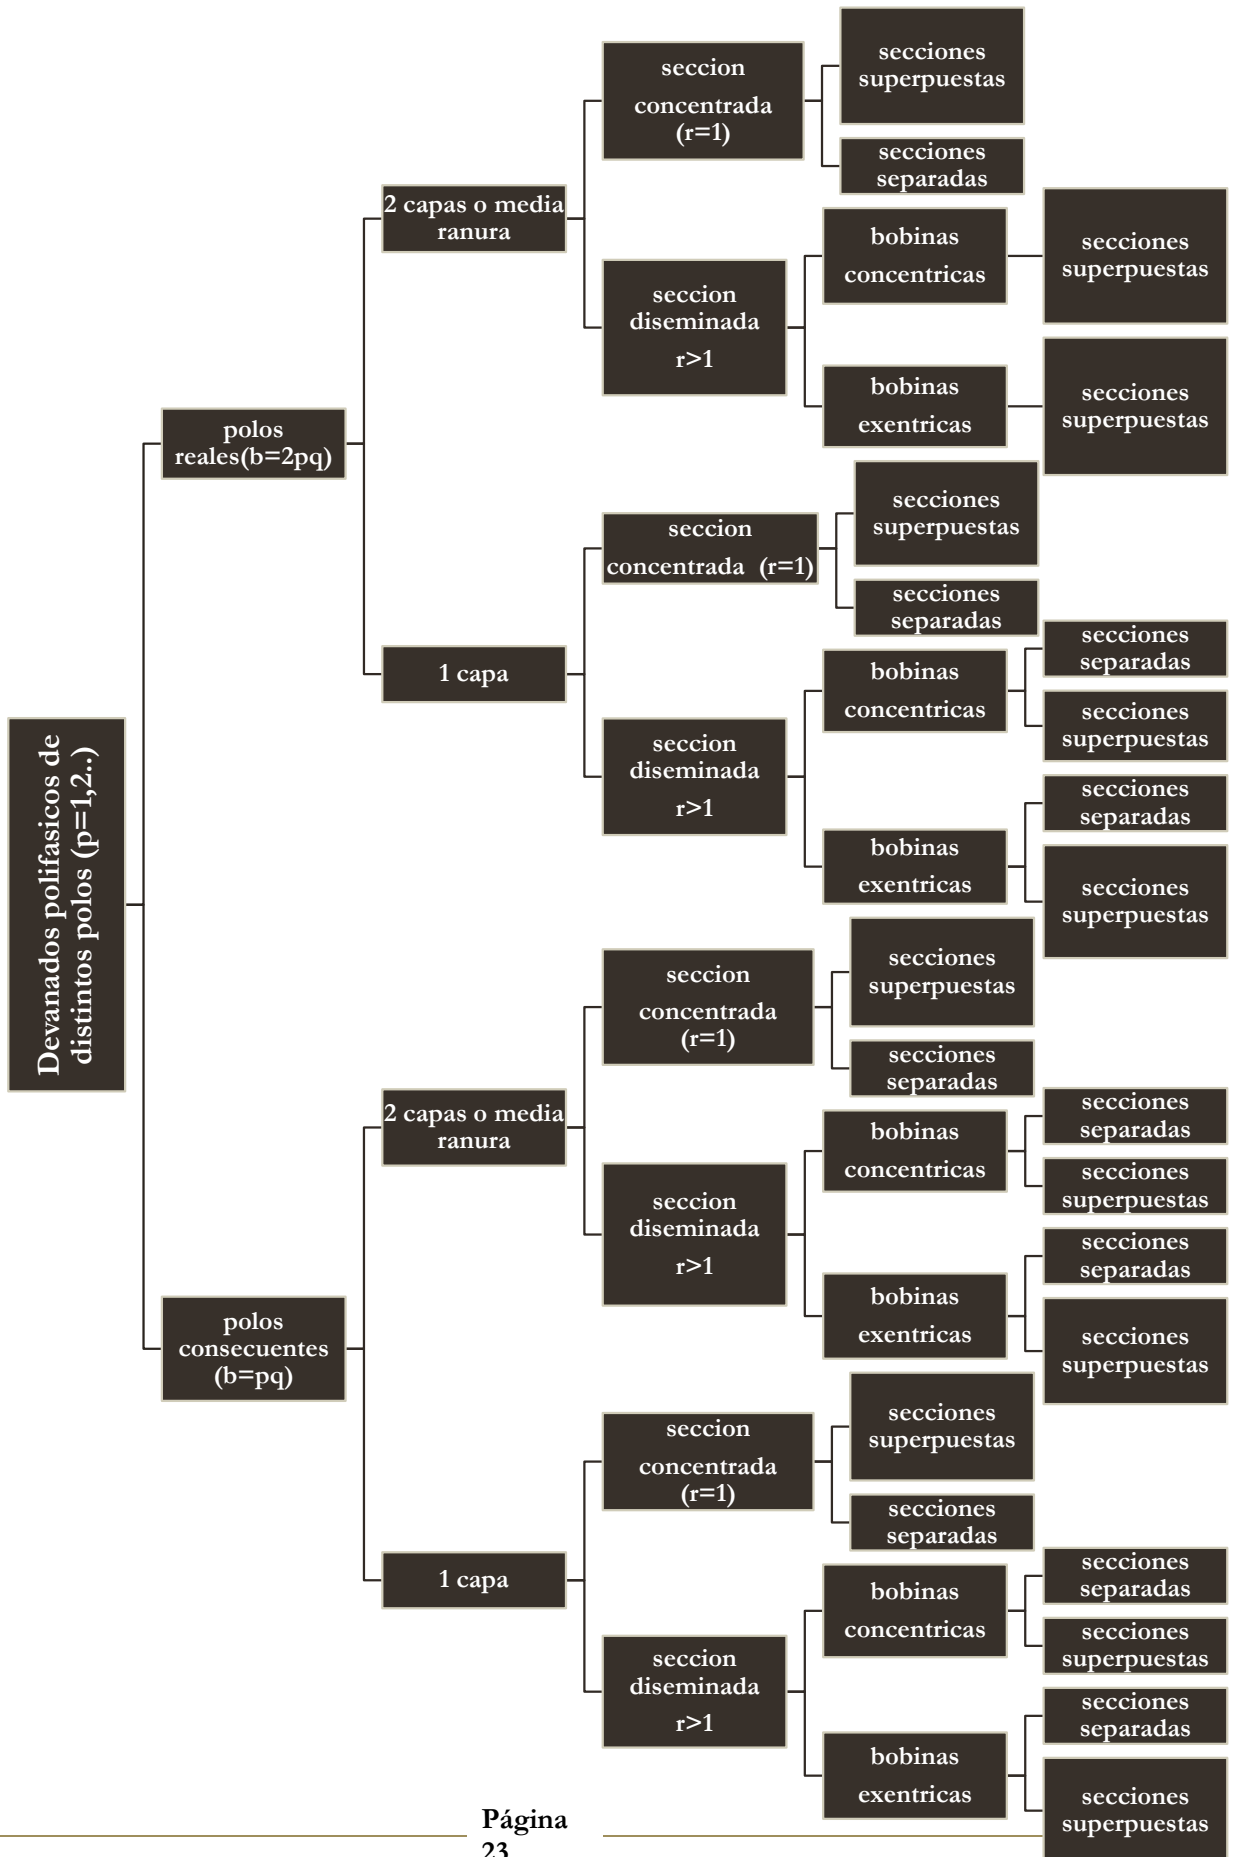 Devanados polifasicos de
distintos polos (p=1,2..)
polos
reales(b=2pq)
2 capas o media
ranura
seccion
concentrada
(r=1)
secciones
superpuestas
secciones
separadas
seccion
diseminada
r>1
bobinas
concentricas
secciones
superpuestas
bobinas
exentricas
secciones
superpuestas
1 capa
seccion
concentrada (r=1)
secciones
superpuestas
secciones
separadas
seccion
diseminada
r>1
bobinas
concentricas
secciones
separadas
secciones
superpuestas
bobinas
exentricas
secciones
separadas
secciones
superpuestas
polos
consecuentes
(b=pq)
2 capas o media
ranura
seccion
concentrada
(r=1)
secciones
superpuestas
secciones
separadas
seccion
diseminada
r>1
bobinas
concentricas
secciones
separadas
secciones
superpuestas
bobinas
exentricas
secciones
separadas
secciones
superpuestas
1 capa
seccion
concentrada
(r=1)
secciones
superpuestas
secciones
separadas
seccion
diseminada
r>1
bobinas
concentricas
secciones
separadas
secciones
superpuestas
bobinas
exentricas
secciones
separadas
secciones
superpuestas
Página
23